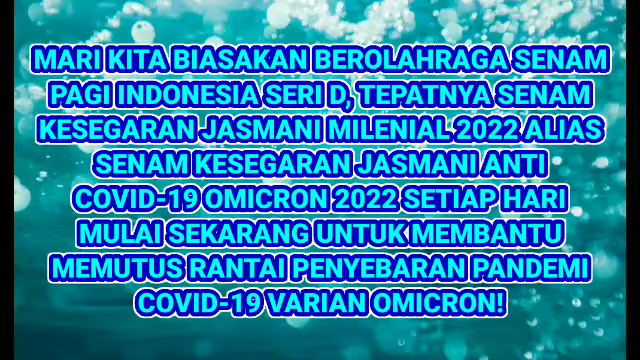 MARI KITA BIASAKAN BEROLAHRAGA SENAM
PAGI INDONESIA SERI D, TEPATNYA SENAM
KESEGARAN JASMANI MILENIAL 2022 ALIAS
SENAM KESEGARAN JASMANI ANTI
COVID-19 OMICRON 2022 SETIAP HARI
MULAI SEKARANG UNTUK MEMBANTU
MEMUTUS RANTAI PENYEBARAN PANDEMI
COVID-19 VARIAN OMICRON!